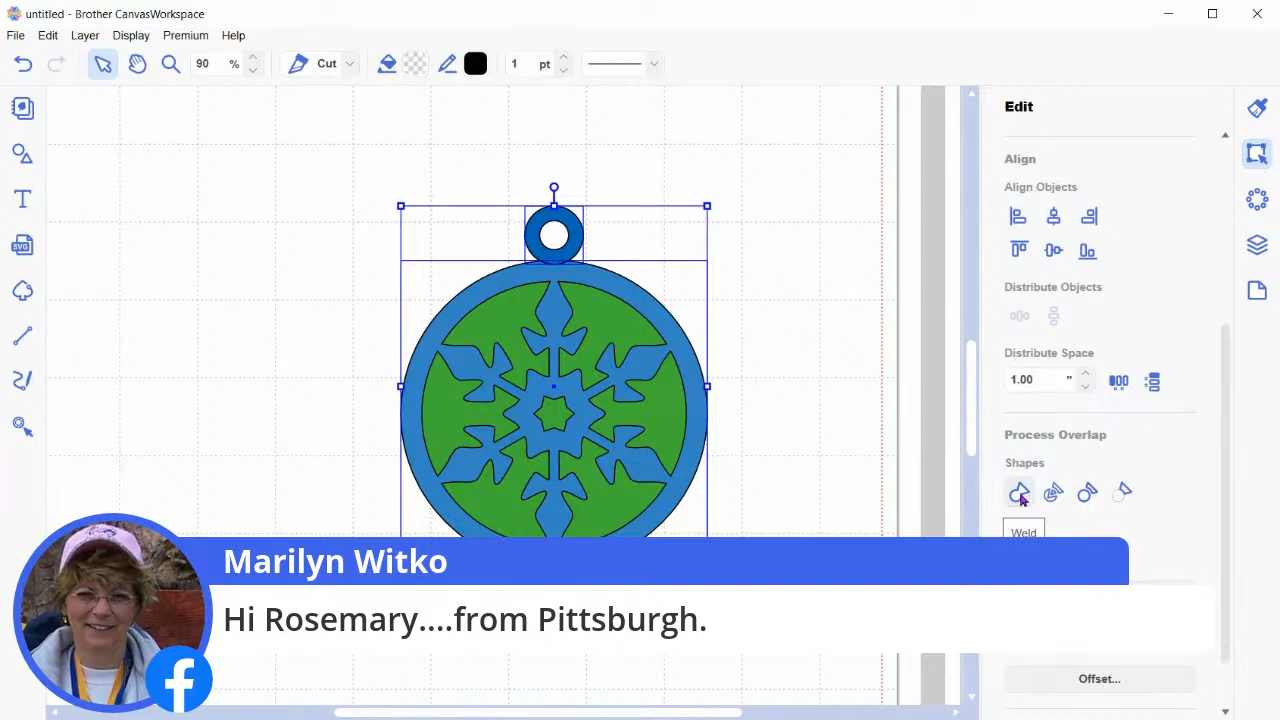 untitled - Brother CanvasWorkspace
File Edit Layer Display Premium Help
90 % Cut 1 pt
Edit
Align
Align Objects
Distribute Objects
Distribute Space
1.00 "
Process Overlap
Shapes
Weld
Marilyn Witko
Hi Rosemary....from Pittsburgh.
Offset...
SVG